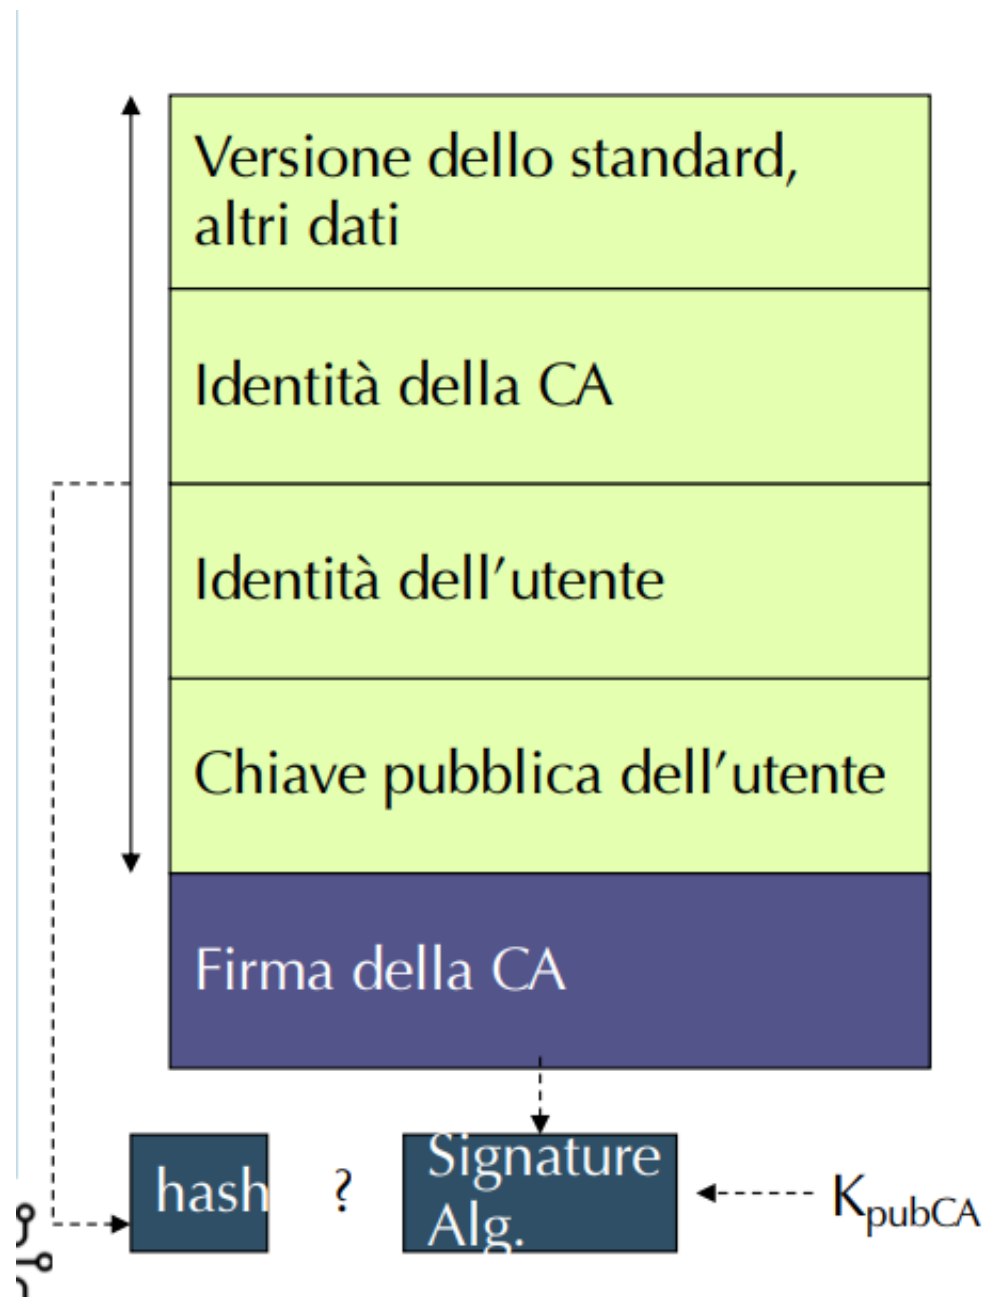 Versione dello standard,
altri dati
Identità della CA
Identità dell’utente
Chiave pubblica dell’utente
Firma della CA
hash
?
Signature
Alg.
KpubCA